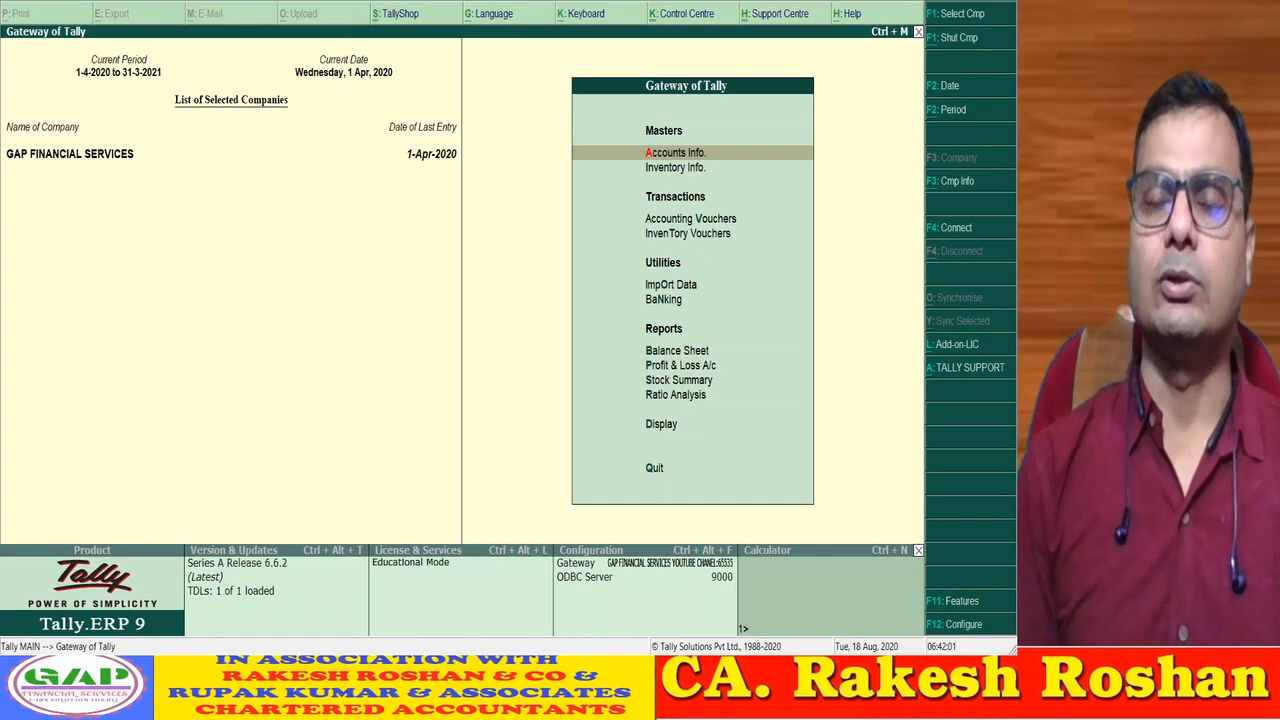 P: Print
E: Export
M: E-Mail
O: Upload
S: TallyShop
G: Language
K: Keyboard
K: Control Centre
H: Support Centre
H: Help
Gateway of Tally
Ctrl + M
X
Current Period
1-4-2020 to 31-3-2021
Current Date
Wednesday, 1 Apr, 2020
List of Selected Companies
Name of Company
Date of Last Entry
GAP FINANCIAL SERVICES
1-Apr-2020
Gateway of Tally
Masters
Accounts Info.
Inventory Info.
Transactions
Accounting Vouchers
InvenTory Vouchers
Utilities
ImpOrt Data
BaNking
Reports
Balance Sheet
Profit & Loss A/c
Stock Summary
Ratio Analysis
Display
Quit
F1: Select Cmp
F1: Shut Cmp
F2: Date
F2: Period
F3: Company
F3: Cmp Info
F4: Connect
F4: Disconnect
O: Synchronise
Y: Sync Selected
L: Add-on-LIC
A: TALLY SUPPORT
F11: Features
F12: Configure
Product
Tally
POWER OF SIMPLICITY
Tally.ERP 9
Version & Updates
Ctrl + Alt + T
Series A Release 6.6.2
(Latest)
TDLs: 1 of 1 loaded
License & Services
Ctrl + Alt + L
Educational Mode
Configuration
Ctrl + Alt + F
Gateway GAP FINANCIAL SERVICES YOUTUBE CHANEL:65535
ODBC Server 9000
Calculator
Ctrl + N
X
1>
Tally MAIN --> Gateway of Tally
© Tally Solutions Pvt Ltd., 1988-2020
Tue, 18 Aug, 2020
06:42:01
GAP
FINANCIAL SERVICES
IN ASSOCIATION WITH
RAKESH ROSHAN & CO &
RUPAK KUMAR & ASSOCIATES
CHARTERED ACCOUNTANTS
CA. Rakesh Roshan